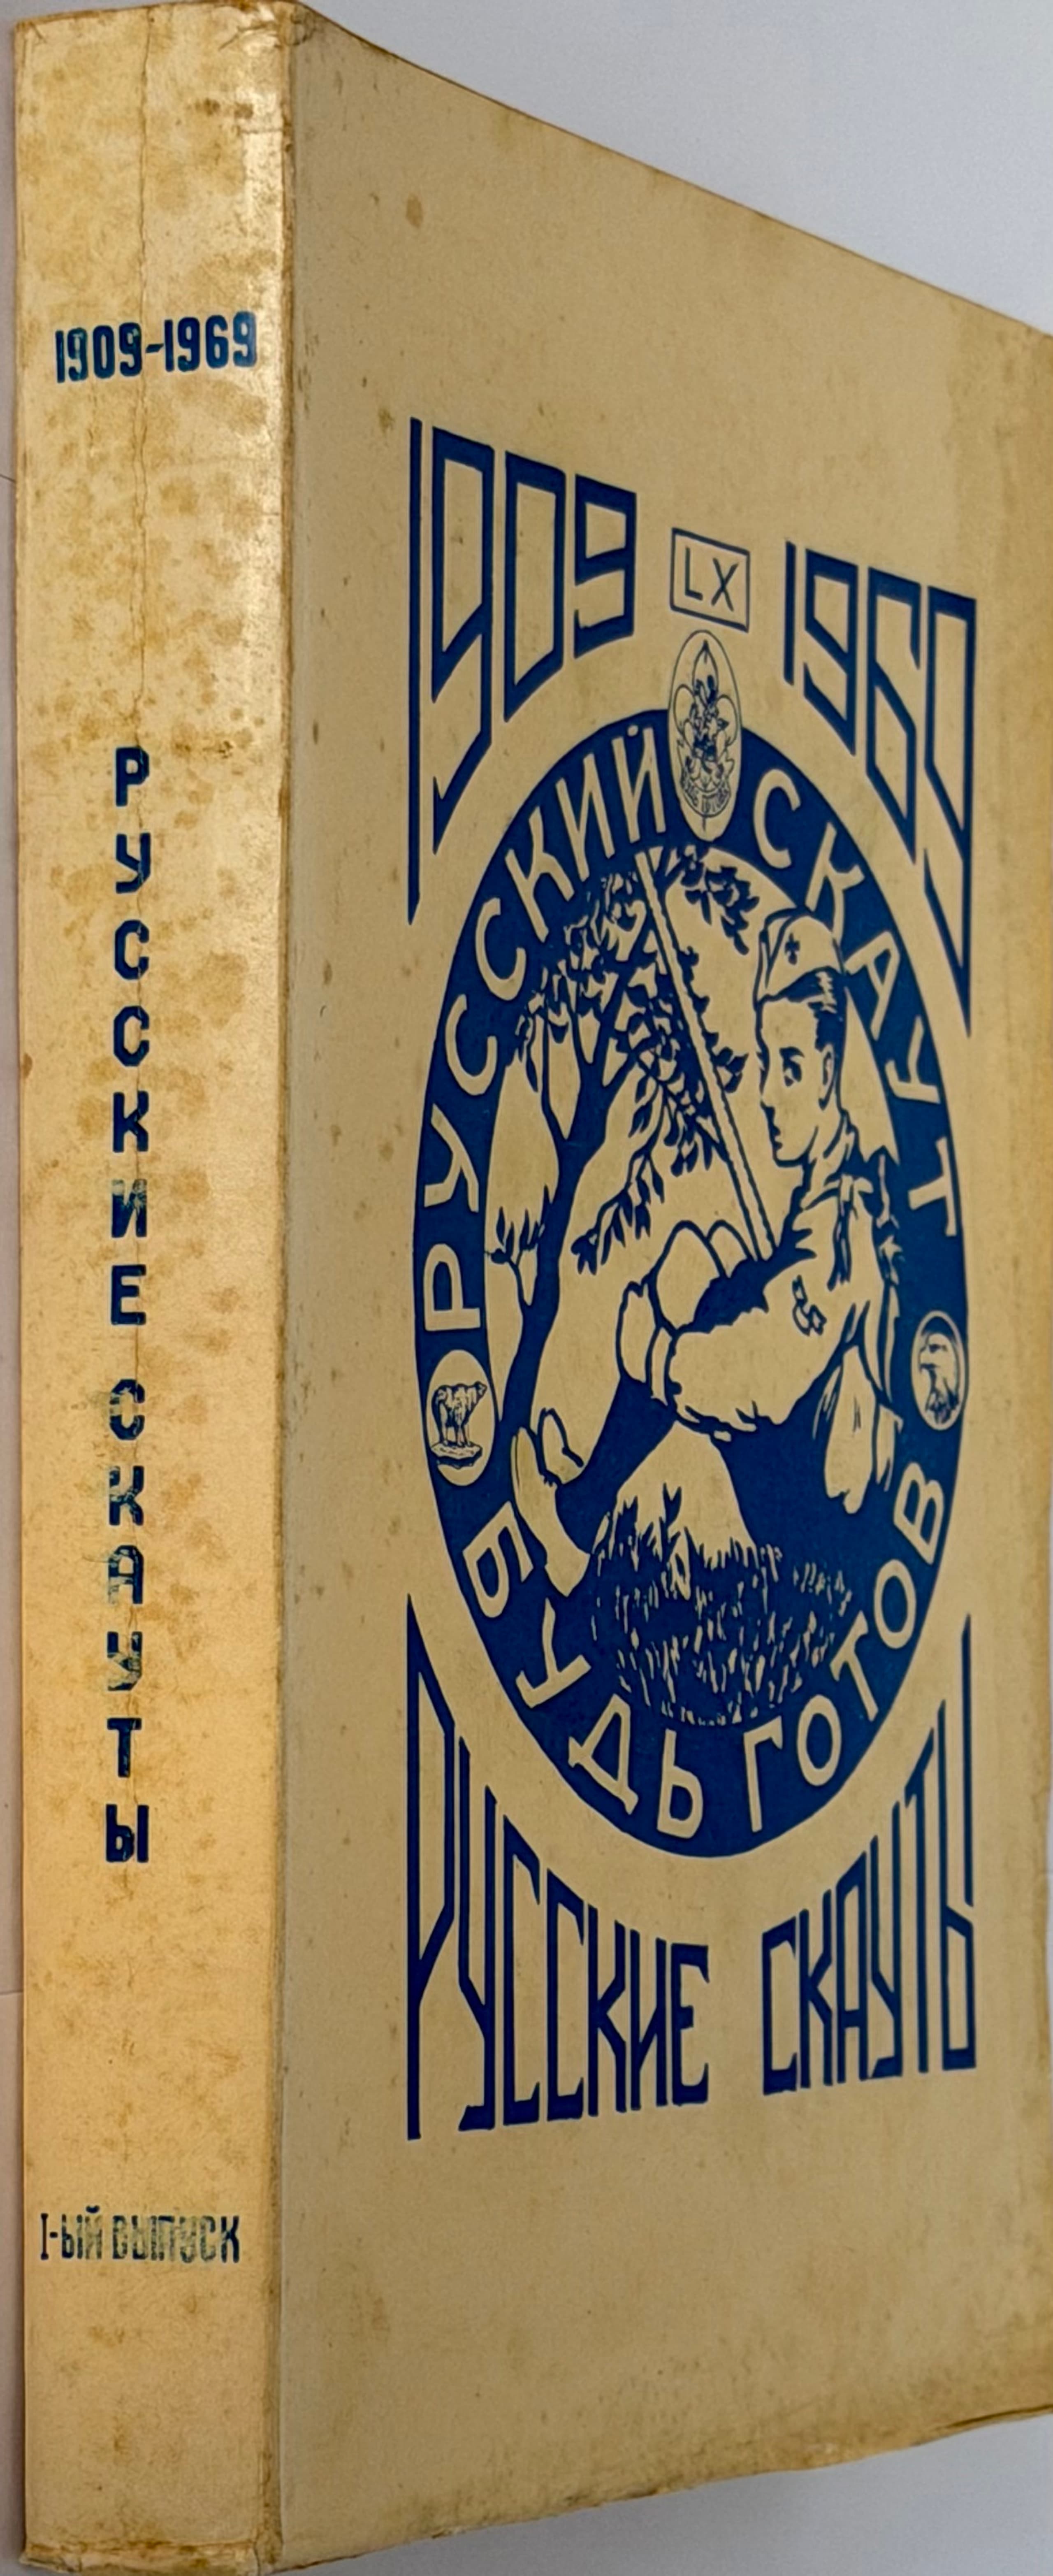 1909-1969
РУССКИЕ СКАУТЫ
I-ЫЙ ВЫПУСК
1909 LX 1969
РУССКИЙ СКАУТ
БУДЬ ГОТОВ
РУССКИЕ СКАУТЫ